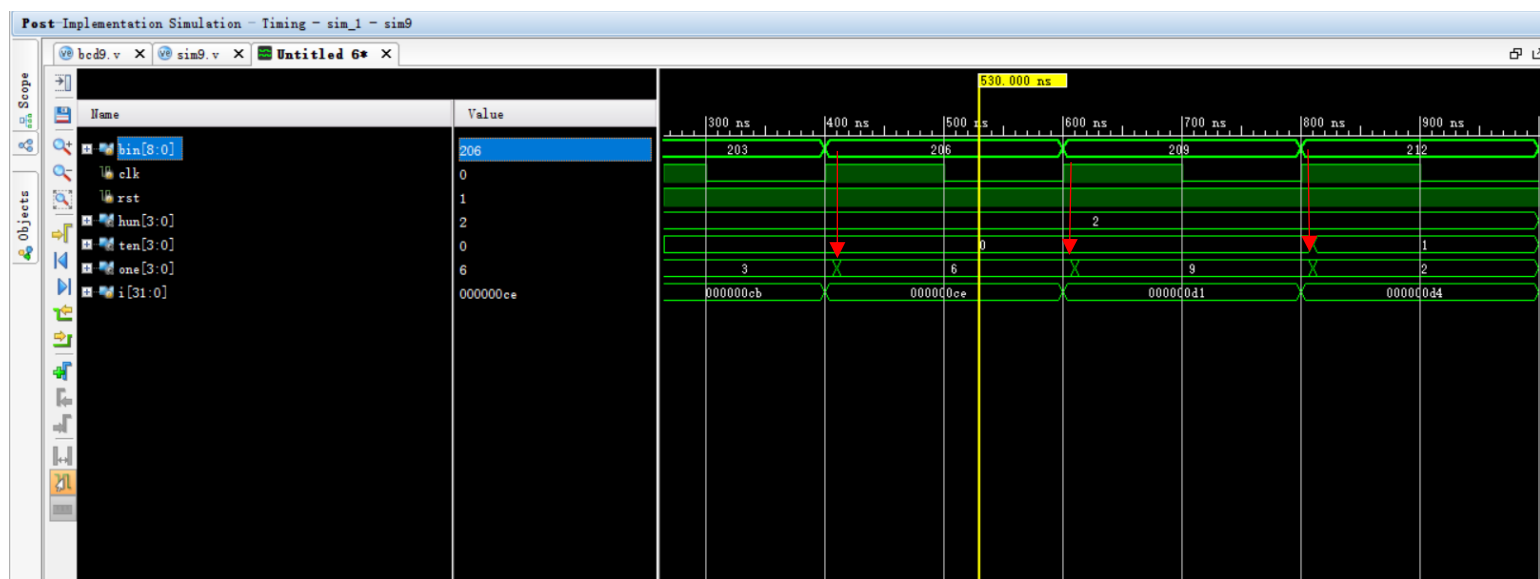 Post-Implementation Simulation - Timing - sim_1 - sim9
bcd9.v X sim9.v X Untitled 6* X
Scope
Objects
530.000 ns
Name Value
300 ns 400 ns 500 ns 600 ns 700 ns 800 ns 900 ns
bin[8:0] 206 203 206 209 212
clk 0
rst 1
hun[3:0] 2 2
ten[3:0] 0 0 1
one[3:0] 6 3 6 9 2
i[31:0] 000000ce 000000cb 000000ce 000000d1 000000d4